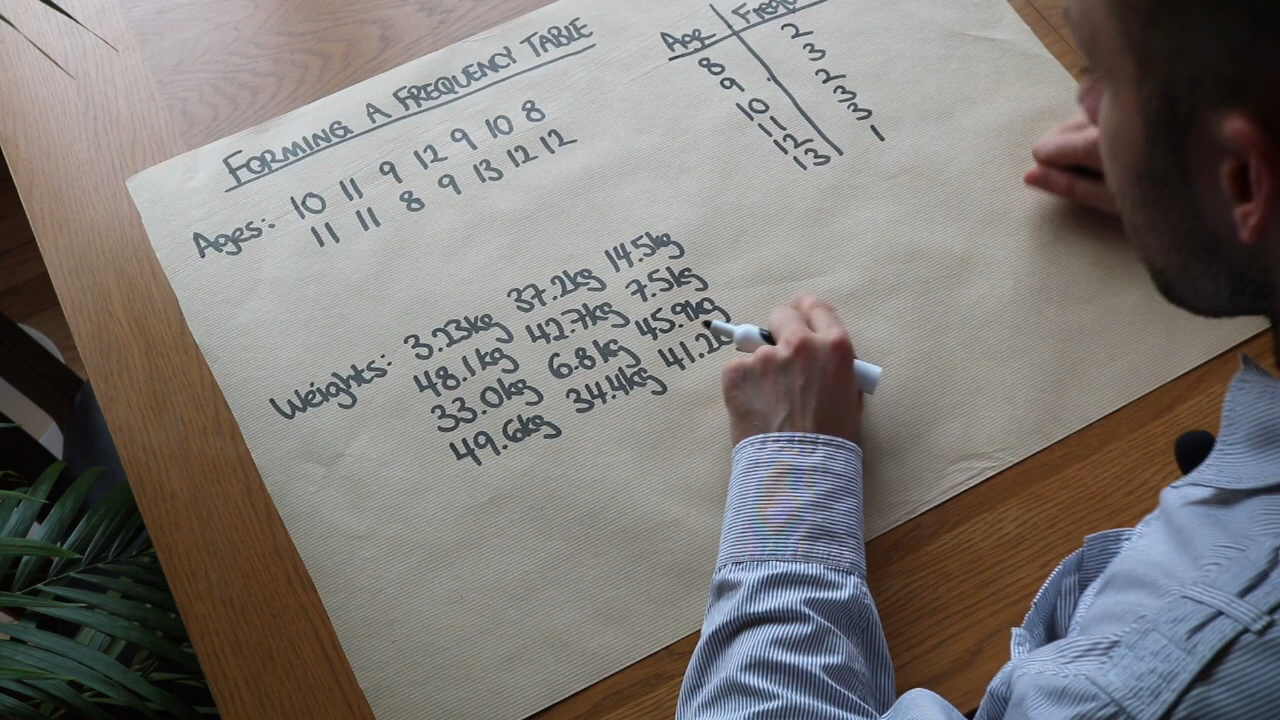 FORMING A FREQUENCY TABLE
Ages: 10 11 9 12 9 10 8
11 11 8 9 13 12 12
Weights: 3.23kg 37.2kg 14.5kg
48.1kg 42.7kg 7.5kg
33.0kg 6.8kg 45.9kg
49.6kg 34.4kg
Age
8 2
9 3
10 2
11 3
12 3
13 1